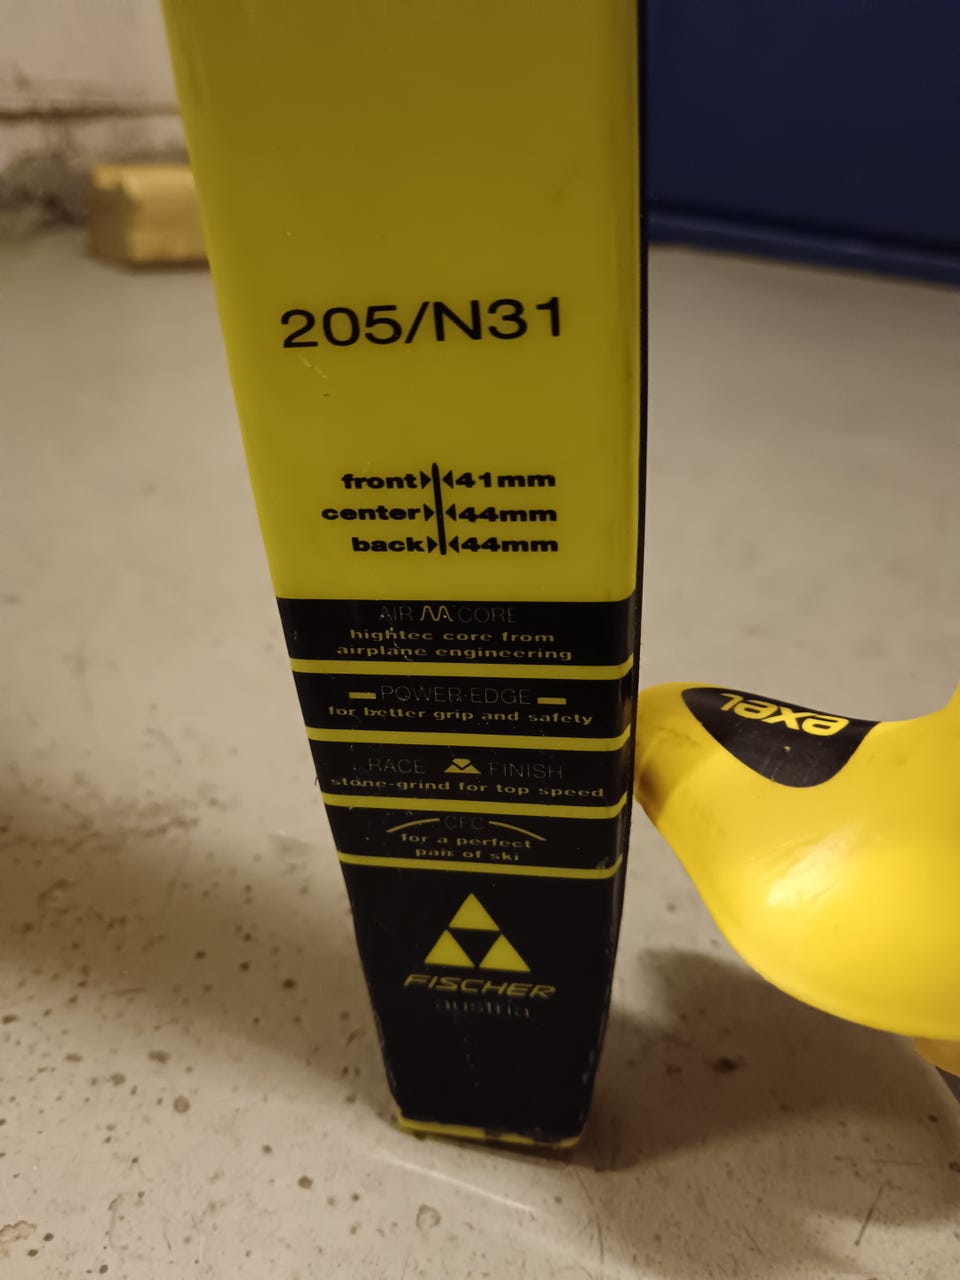 205/N31
front 41mm
center 44mm
back 44mm
AIR CORE
hightec core from
airplane engineering
POWER·EDGE
for better grip and safety
RACE FINISH
stone-grind for top speed
CFC
for a perfect
pair of ski
FISCHER
austria
exel